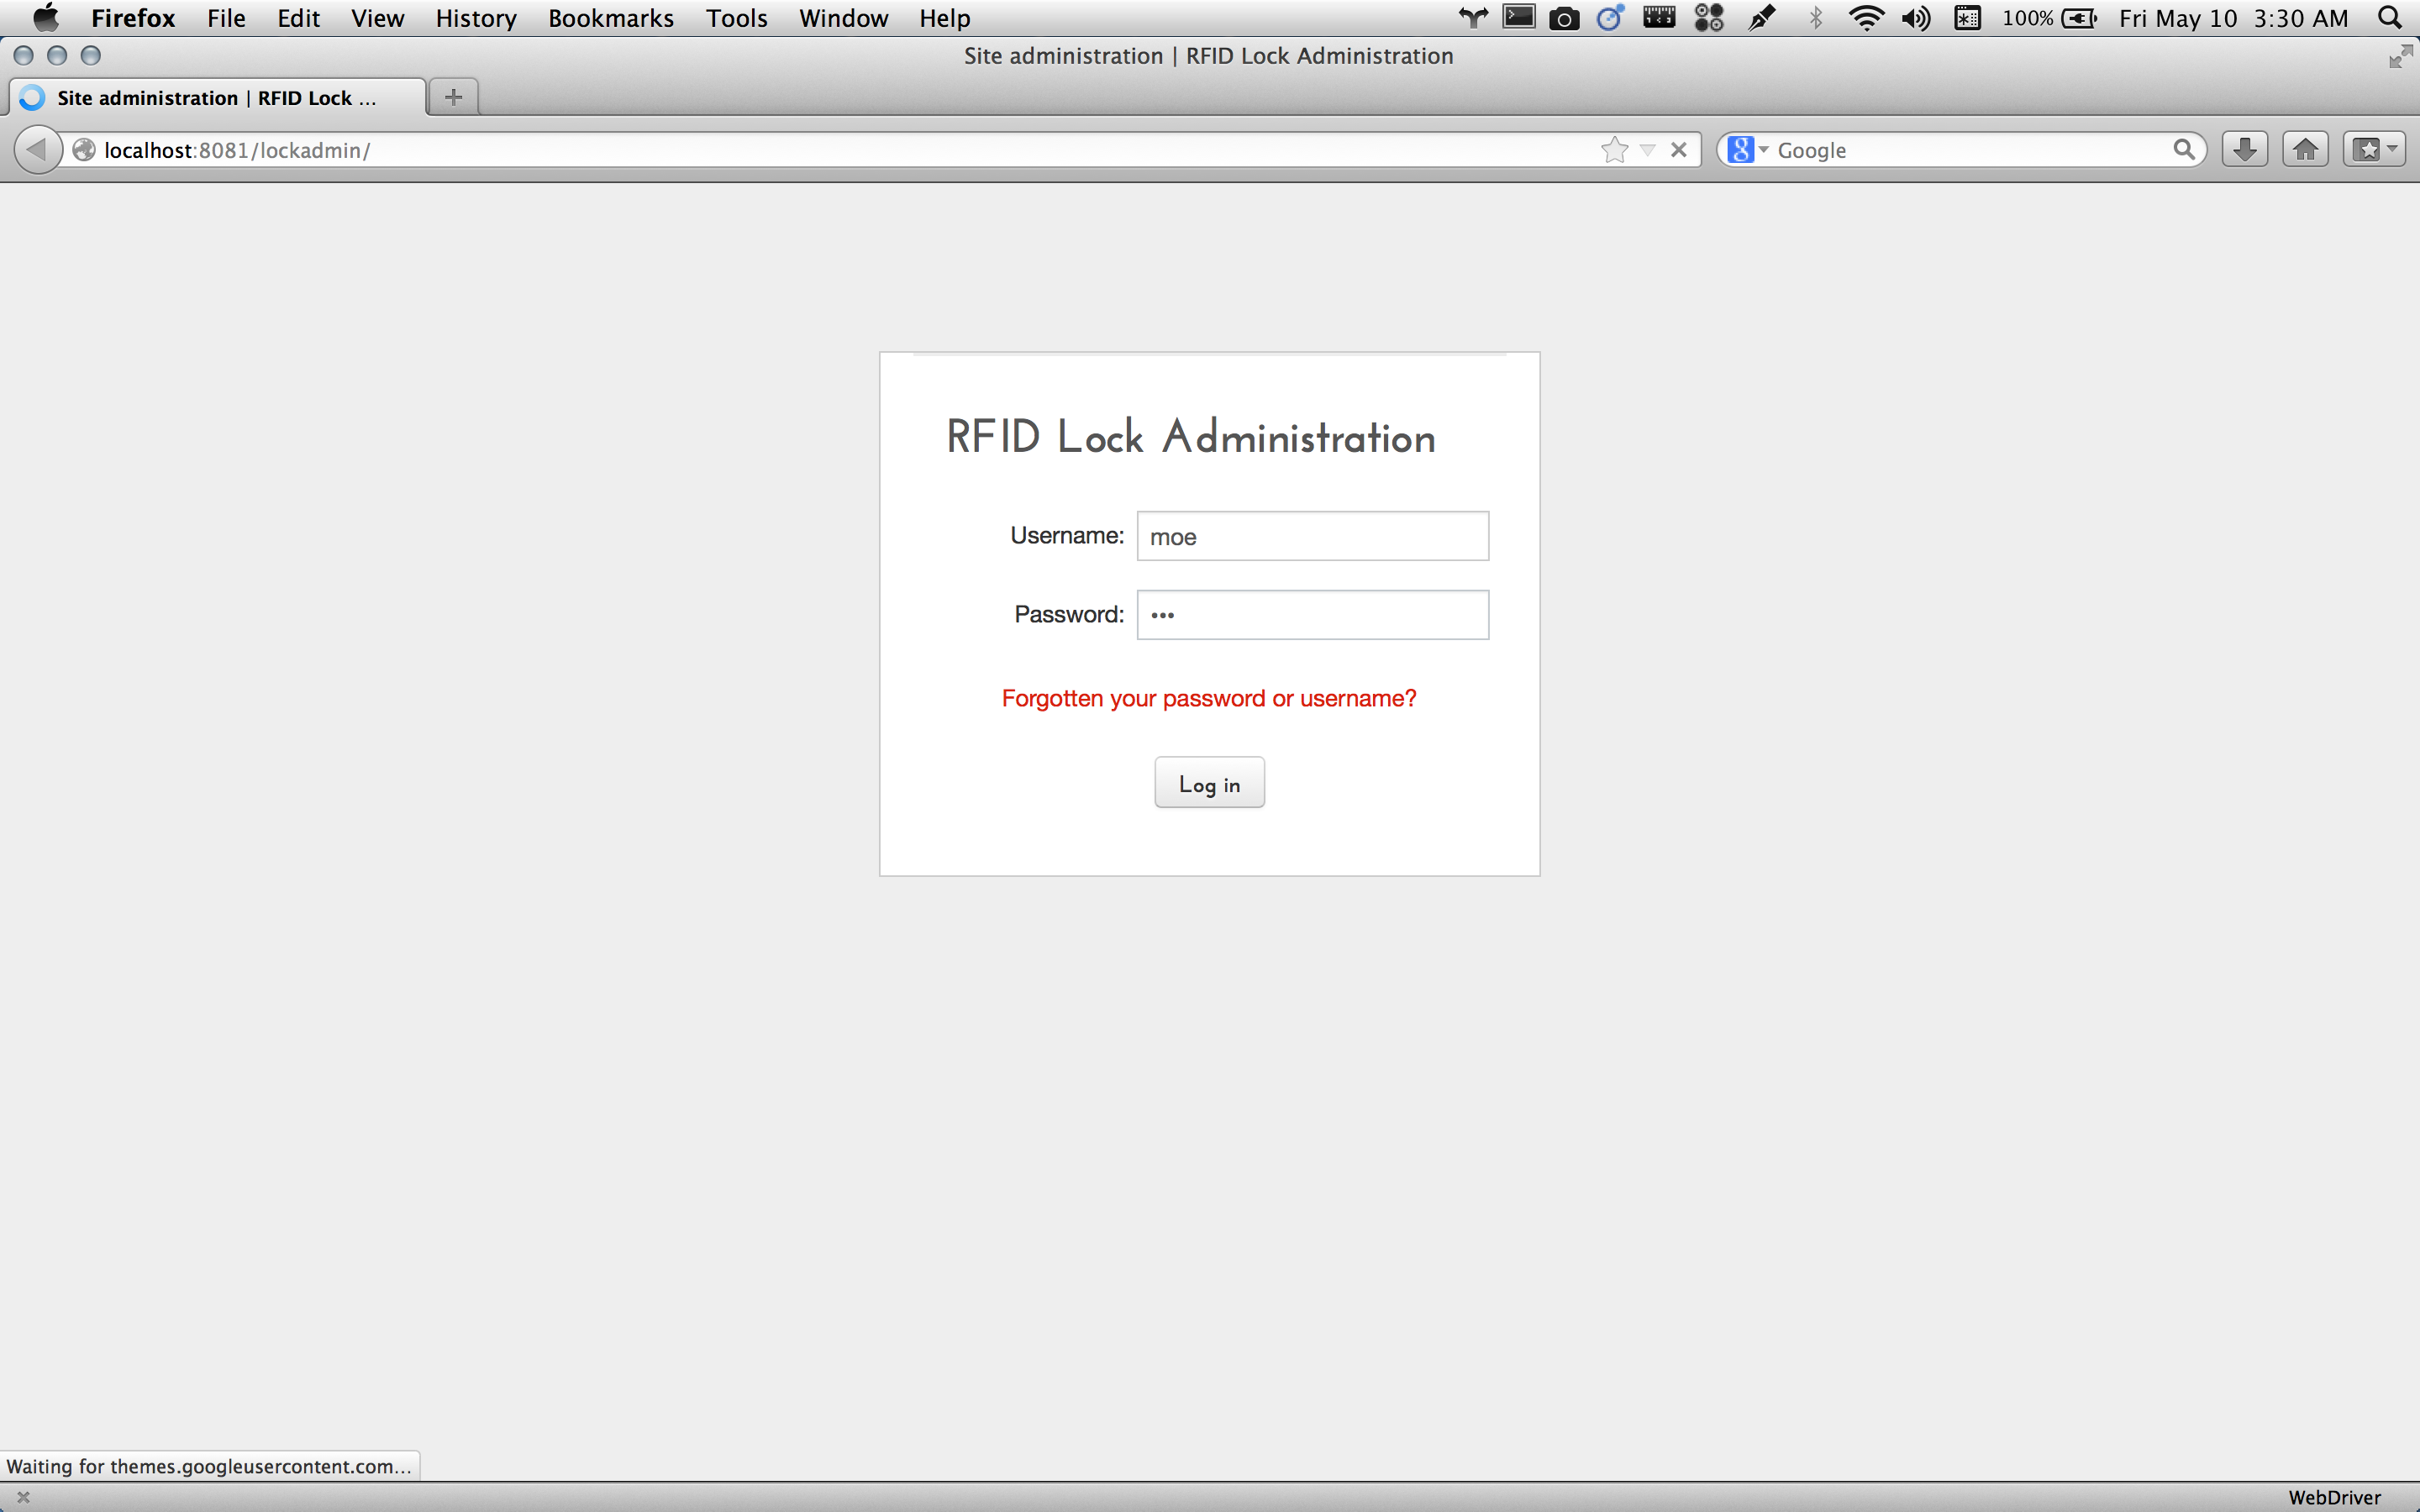 Firefox File Edit View History Bookmarks Tools Window Help 100% Fri May 10 3:30 AM
Site administration | RFID Lock Administration
Site administration | RFID Lock ...
localhost:8081/lockadmin/ Google
RFID Lock Administration
Username: moe
Password: •••
Forgotten your password or username?
Log in
Waiting for themes.googleusercontent.com...
WebDriver